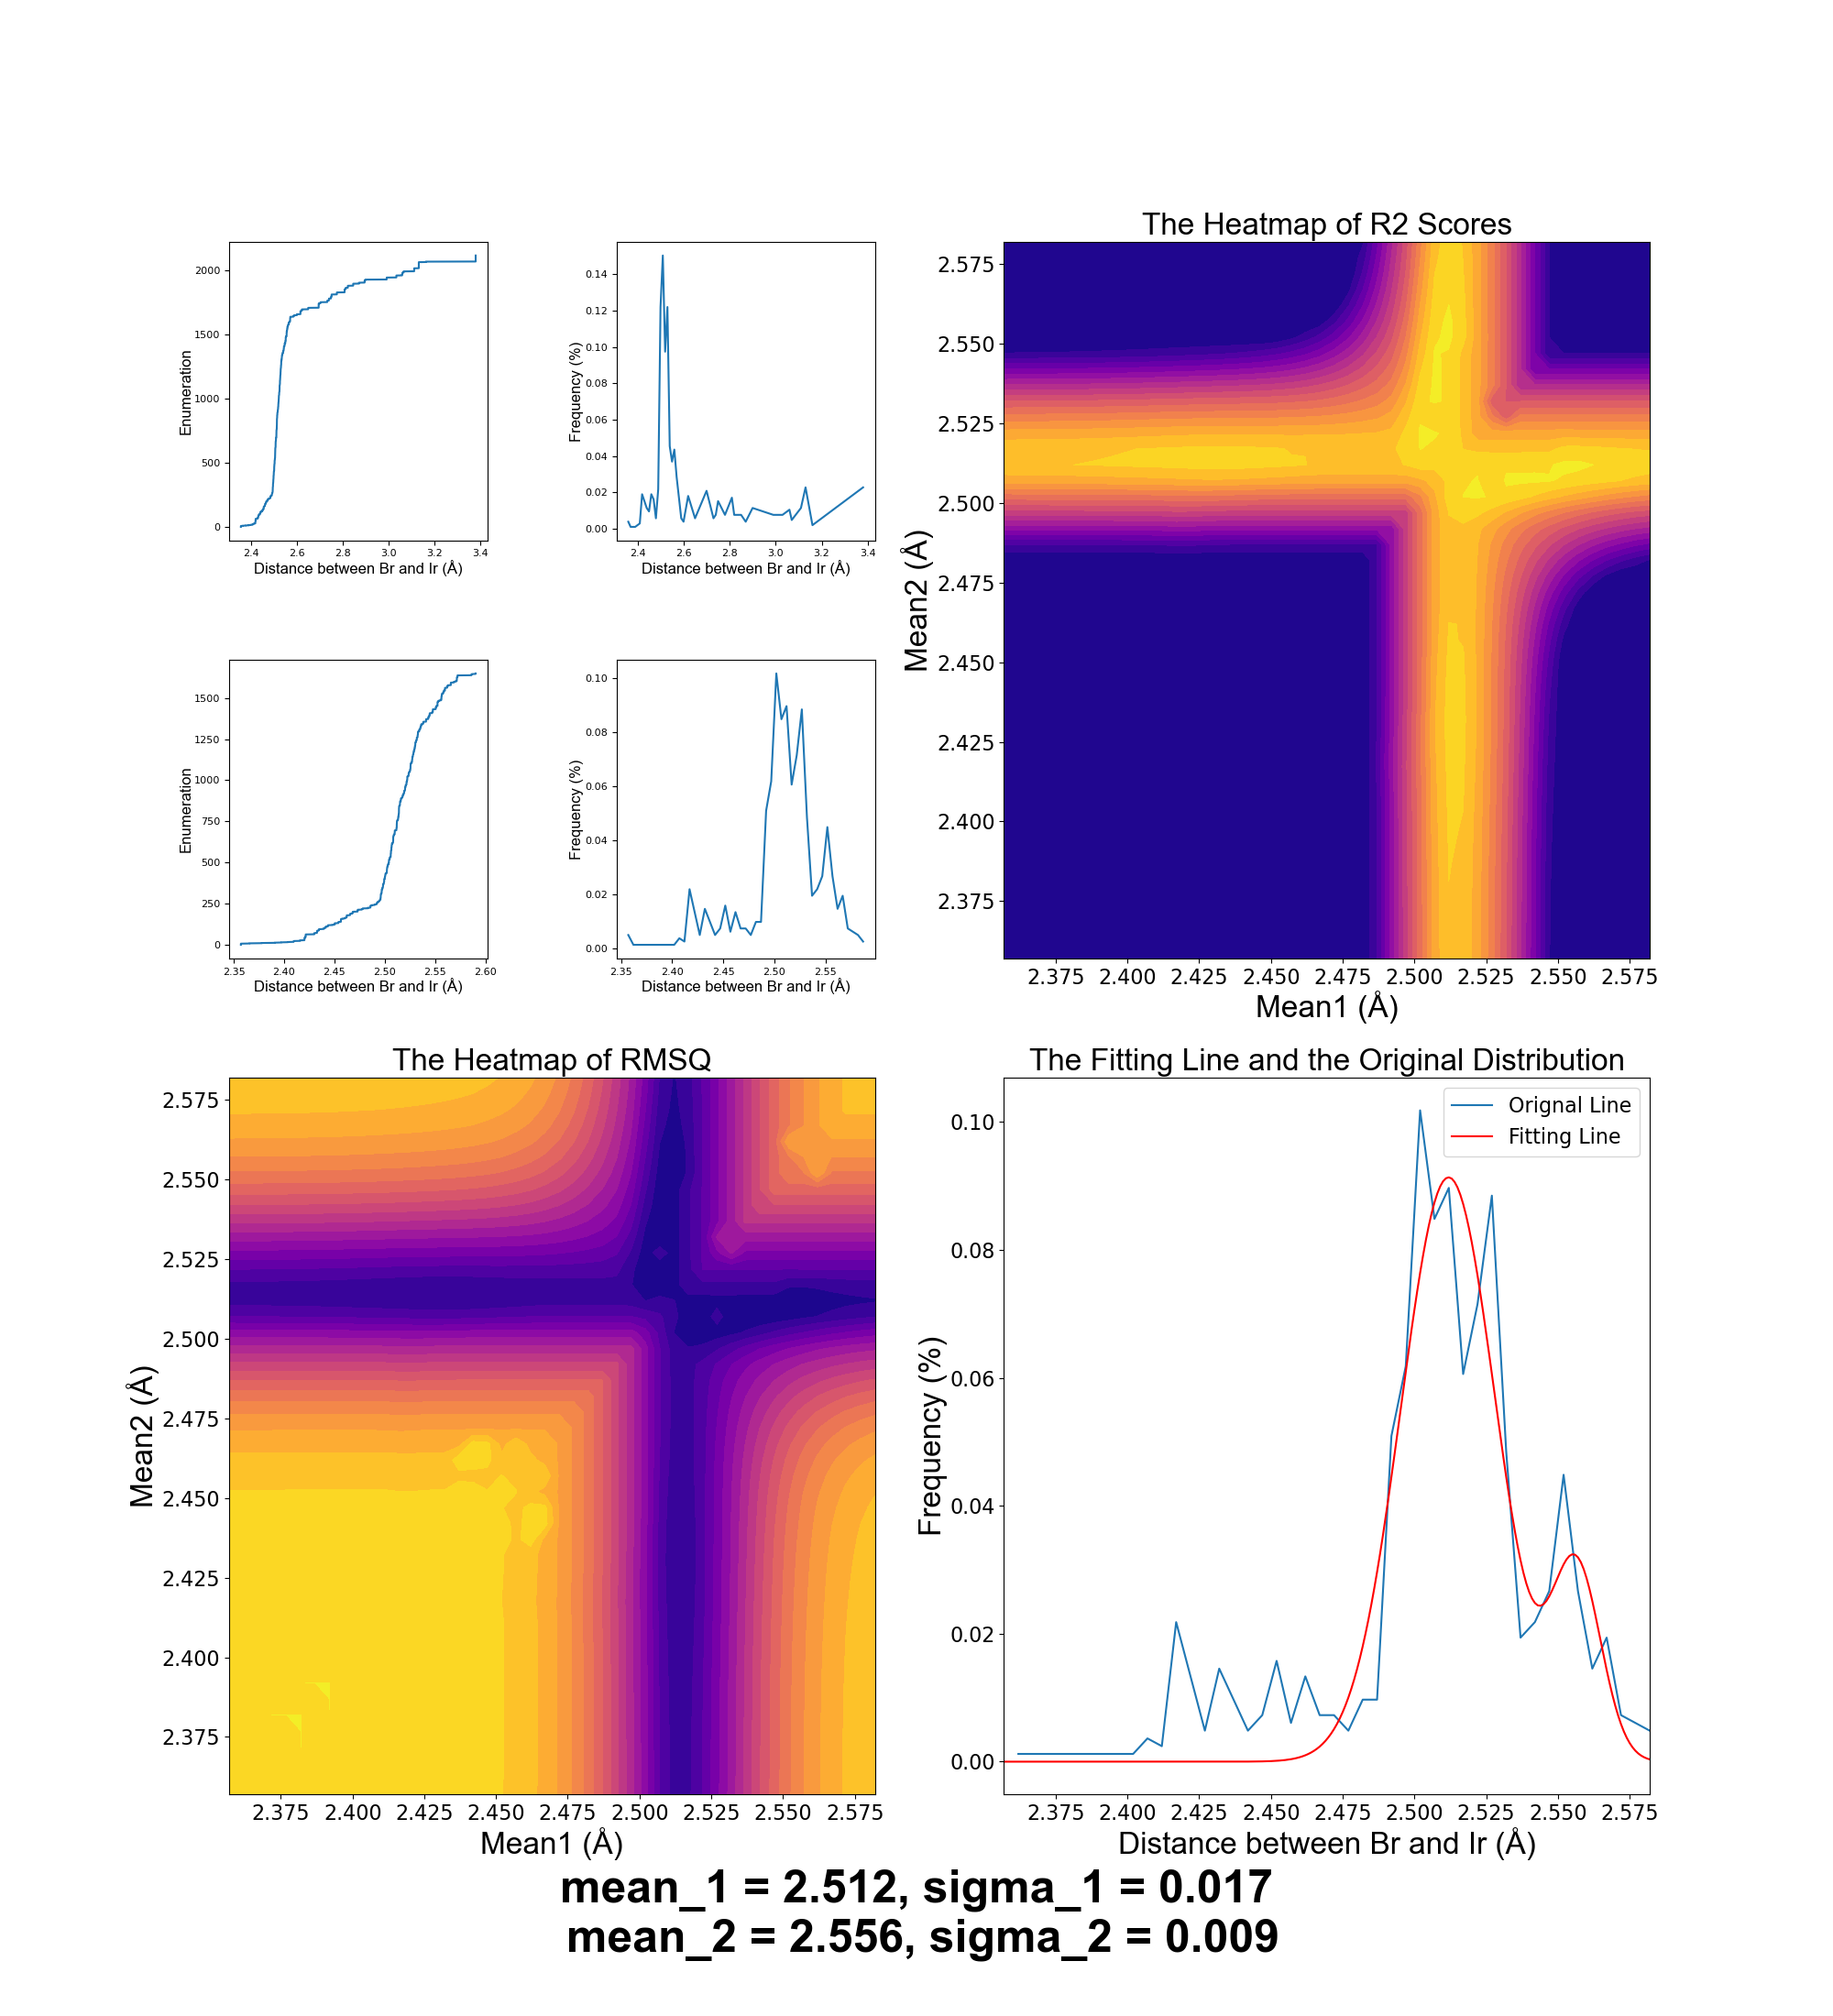 The Heatmap of R2 Scores
2000
1500
1000
500
0
Enumeration
2.4 2.6 2.8 3.0 3.2 3.4
Distance between Br and Ir (Å)
0.14
0.12
0.10
0.08
0.06
0.04
0.02
0.00
Frequency (%)
2.4 2.6 2.8 3.0 3.2 3.4
Distance between Br and Ir (Å)
2.575
2.550
2.525
2.500
2.475
2.450
2.425
2.400
2.375
Mean2 (Å)
2.375 2.400 2.425 2.450 2.475 2.500 2.525 2.550 2.575
Mean1 (Å)
1500
1250
1000
750
500
250
0
Enumeration
2.35 2.40 2.45 2.50 2.55 2.60
Distance between Br and Ir (Å)
0.10
0.08
0.06
0.04
0.02
0.00
Frequency (%)
2.35 2.40 2.45 2.50 2.55
Distance between Br and Ir (Å)
The Heatmap of RMSQ
2.575
2.550
2.525
2.500
2.475
2.450
2.425
2.400
2.375
Mean2 (Å)
2.375 2.400 2.425 2.450 2.475 2.500 2.525 2.550 2.575
Mean1 (Å)
The Fitting Line and the Original Distribution
Orignal Line
Fitting Line
0.10
0.08
0.06
0.04
0.02
0.00
Frequency (%)
2.375 2.400 2.425 2.450 2.475 2.500 2.525 2.550 2.575
Distance between Br and Ir (Å)
mean_1 = 2.512, sigma_1 = 0.017
mean_2 = 2.556, sigma_2 = 0.009